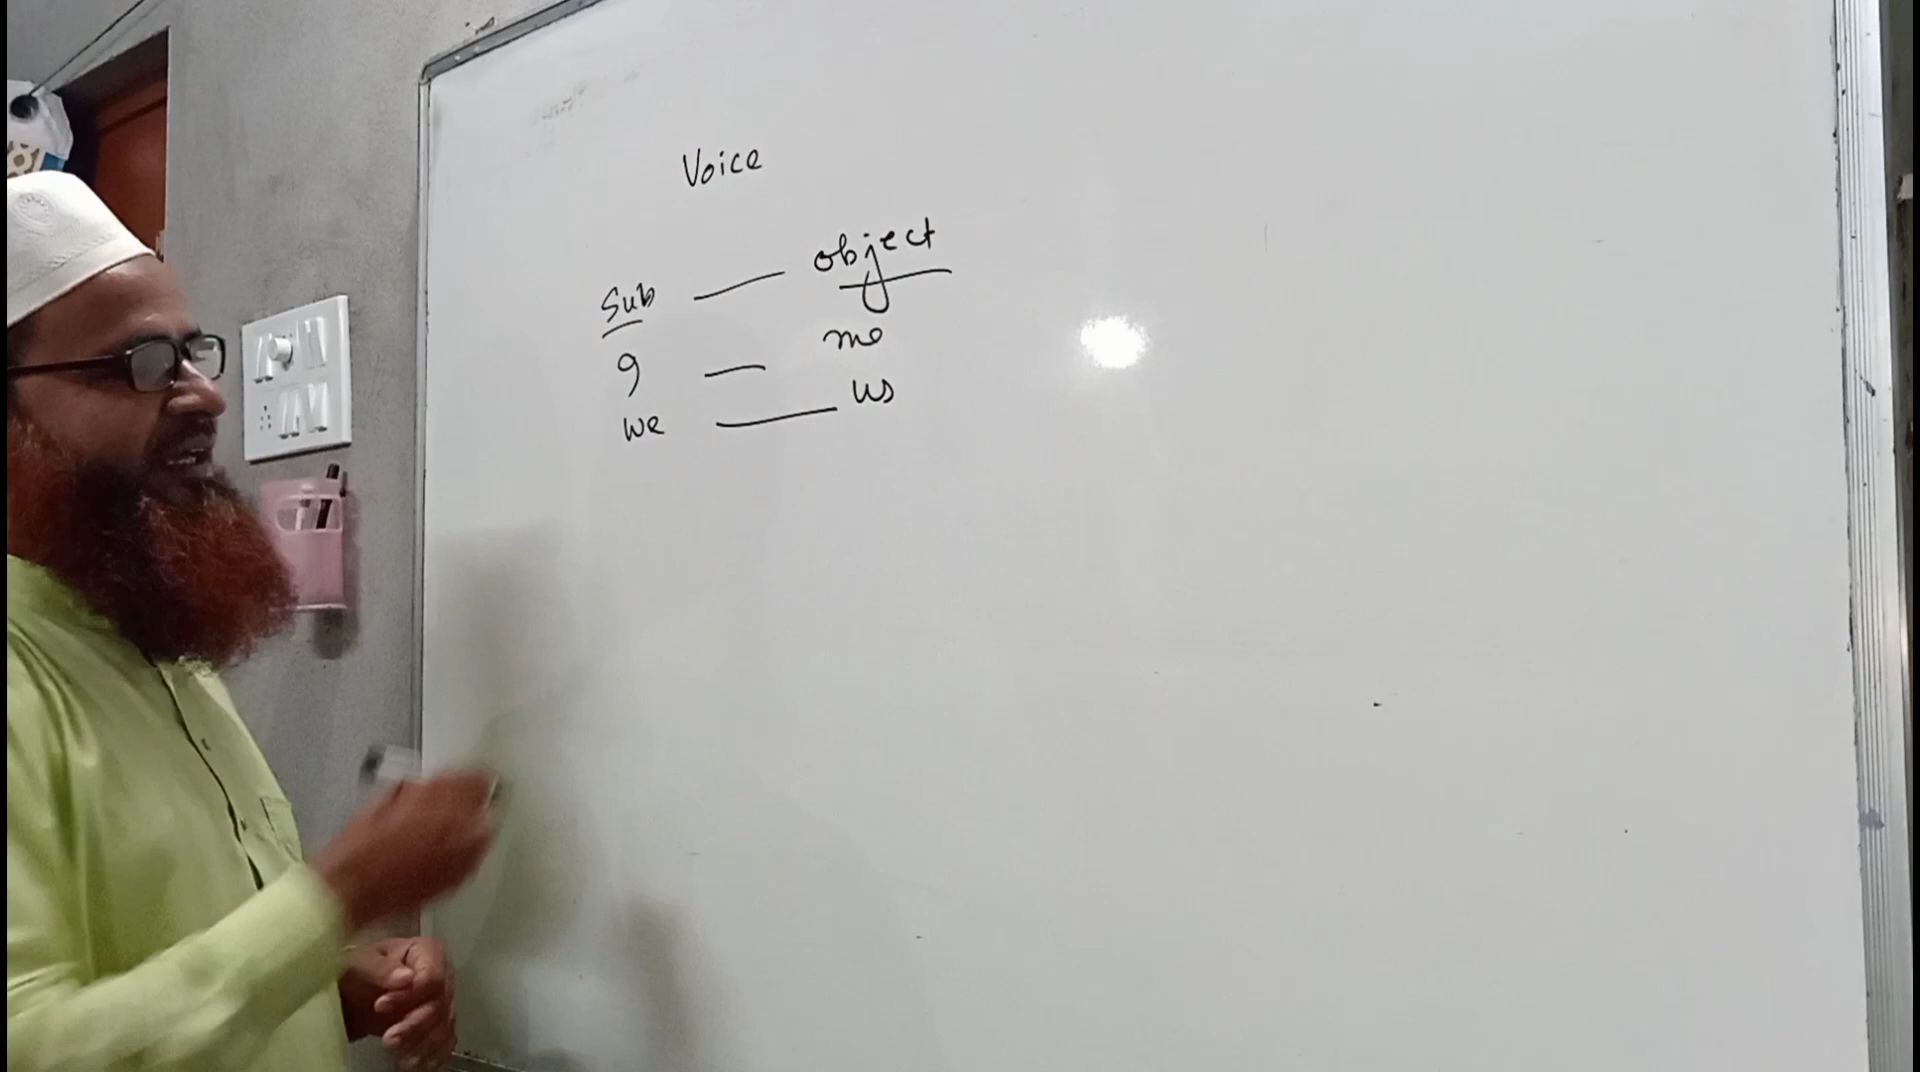 Voice
Sub — object
I — me
we — us